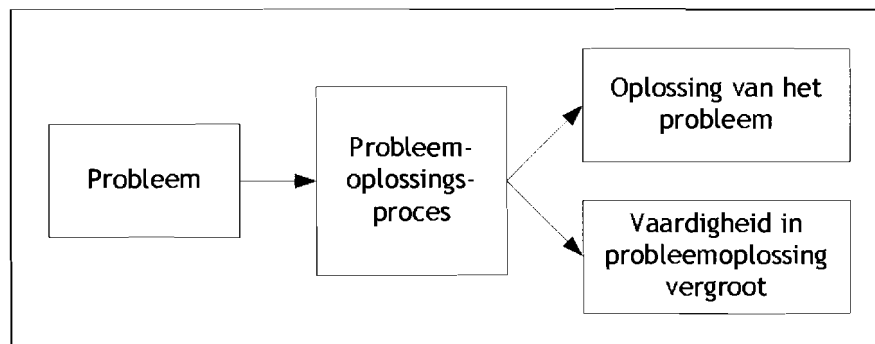 Probleem
Probleem-
oplossings-
proces
Oplossing van het
probleem
Vaardigheid in
probleemoplossing
vergroot